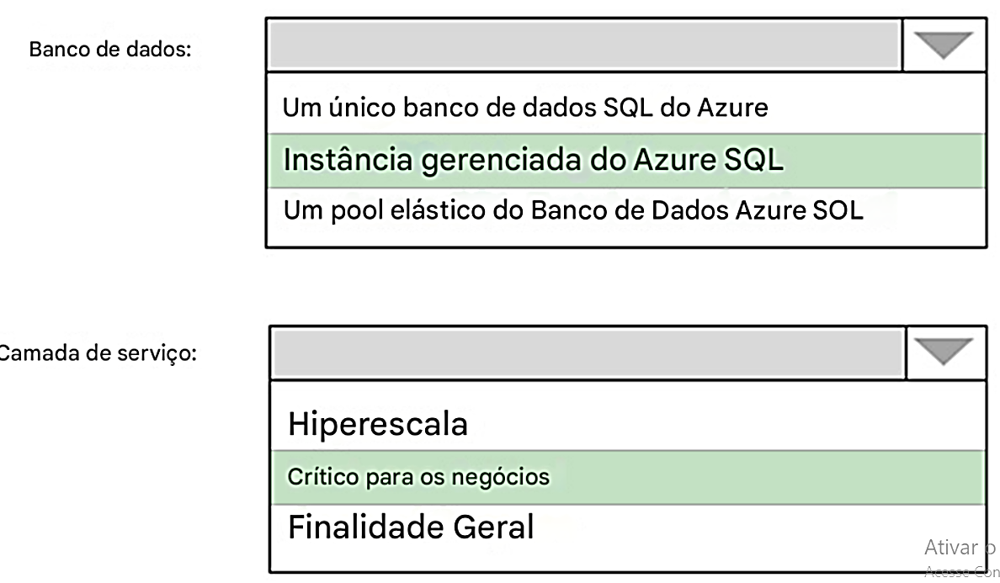 Banco de dados:
Um único banco de dados SQL do Azure
Instância gerenciada do Azure SQL
Um pool elástico do Banco de Dados Azure SOL
Camada de serviço:
Hiperescala
Crítico para os negócios
Finalidade Geral
Ativar o
Acesse Con